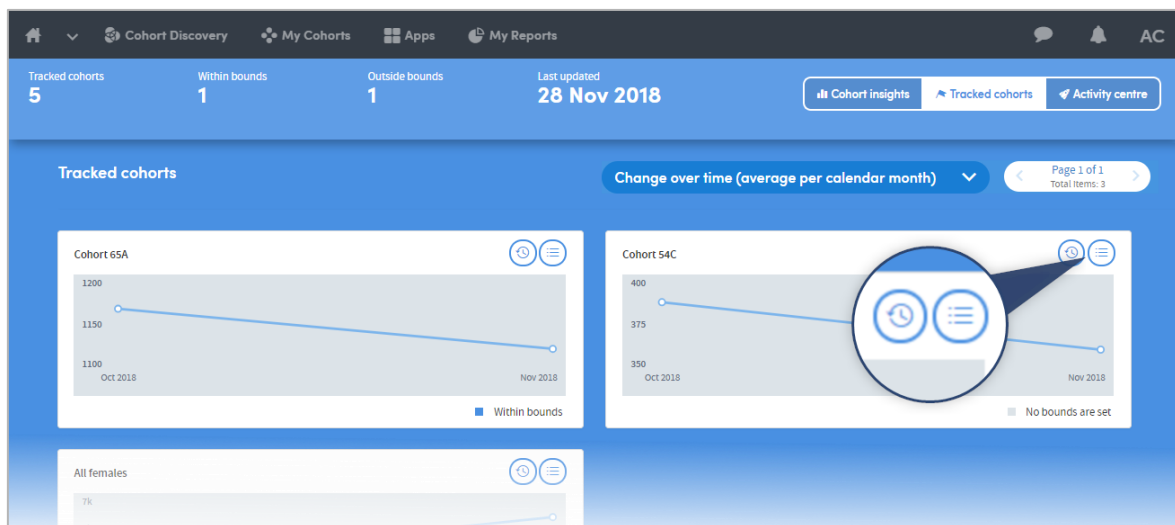 Cohort Discovery My Cohorts Apps My Reports AC
Tracked cohorts Within bounds Outside bounds Last updated
5 1 1 28 Nov 2018
Cohort insights Tracked cohorts Activity centre
Tracked cohorts
Change over time (average per calendar month)
Page 1 of 1
Total Items: 3
Cohort 65A
1200
1150
1100
Oct 2018 Nov 2018
Within bounds
Cohort 54C
400
375
350
Oct 2018 Nov 2018
No bounds are set
All females
7k